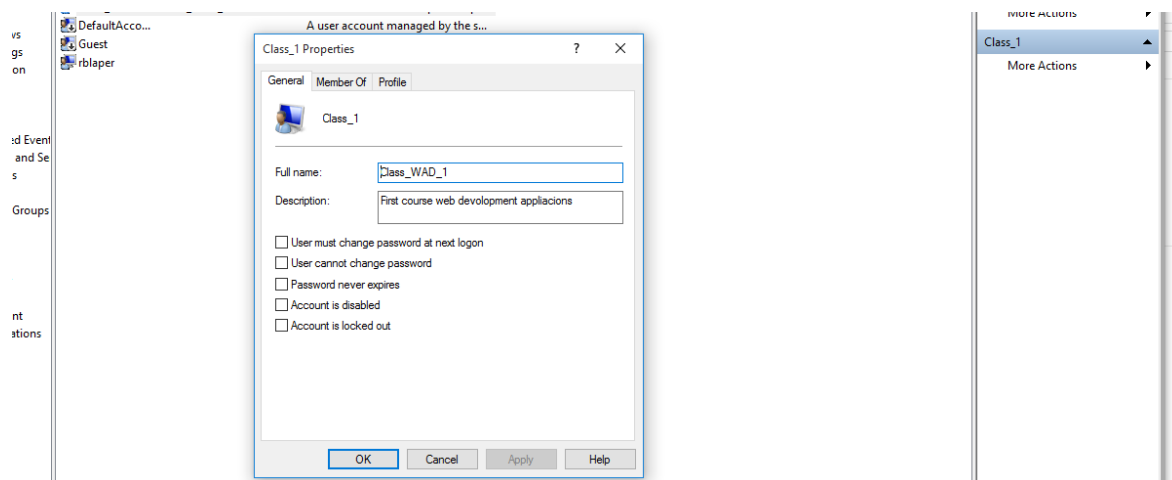 More Actions
DefaultAcco... A user account managed by the s...
Guest
rblaper
vs
gs
on
ed Event
and Se
s
Groups
nt
ations
Class_1 Properties
?
General Member Of Profile
Class_1
Full name: Class_WAD_1
Description: First course web devolopment appliacions
User must change password at next logon
User cannot change password
Password never expires
Account is disabled
Account is locked out
OK Cancel Apply Help
Class_1
More Actions